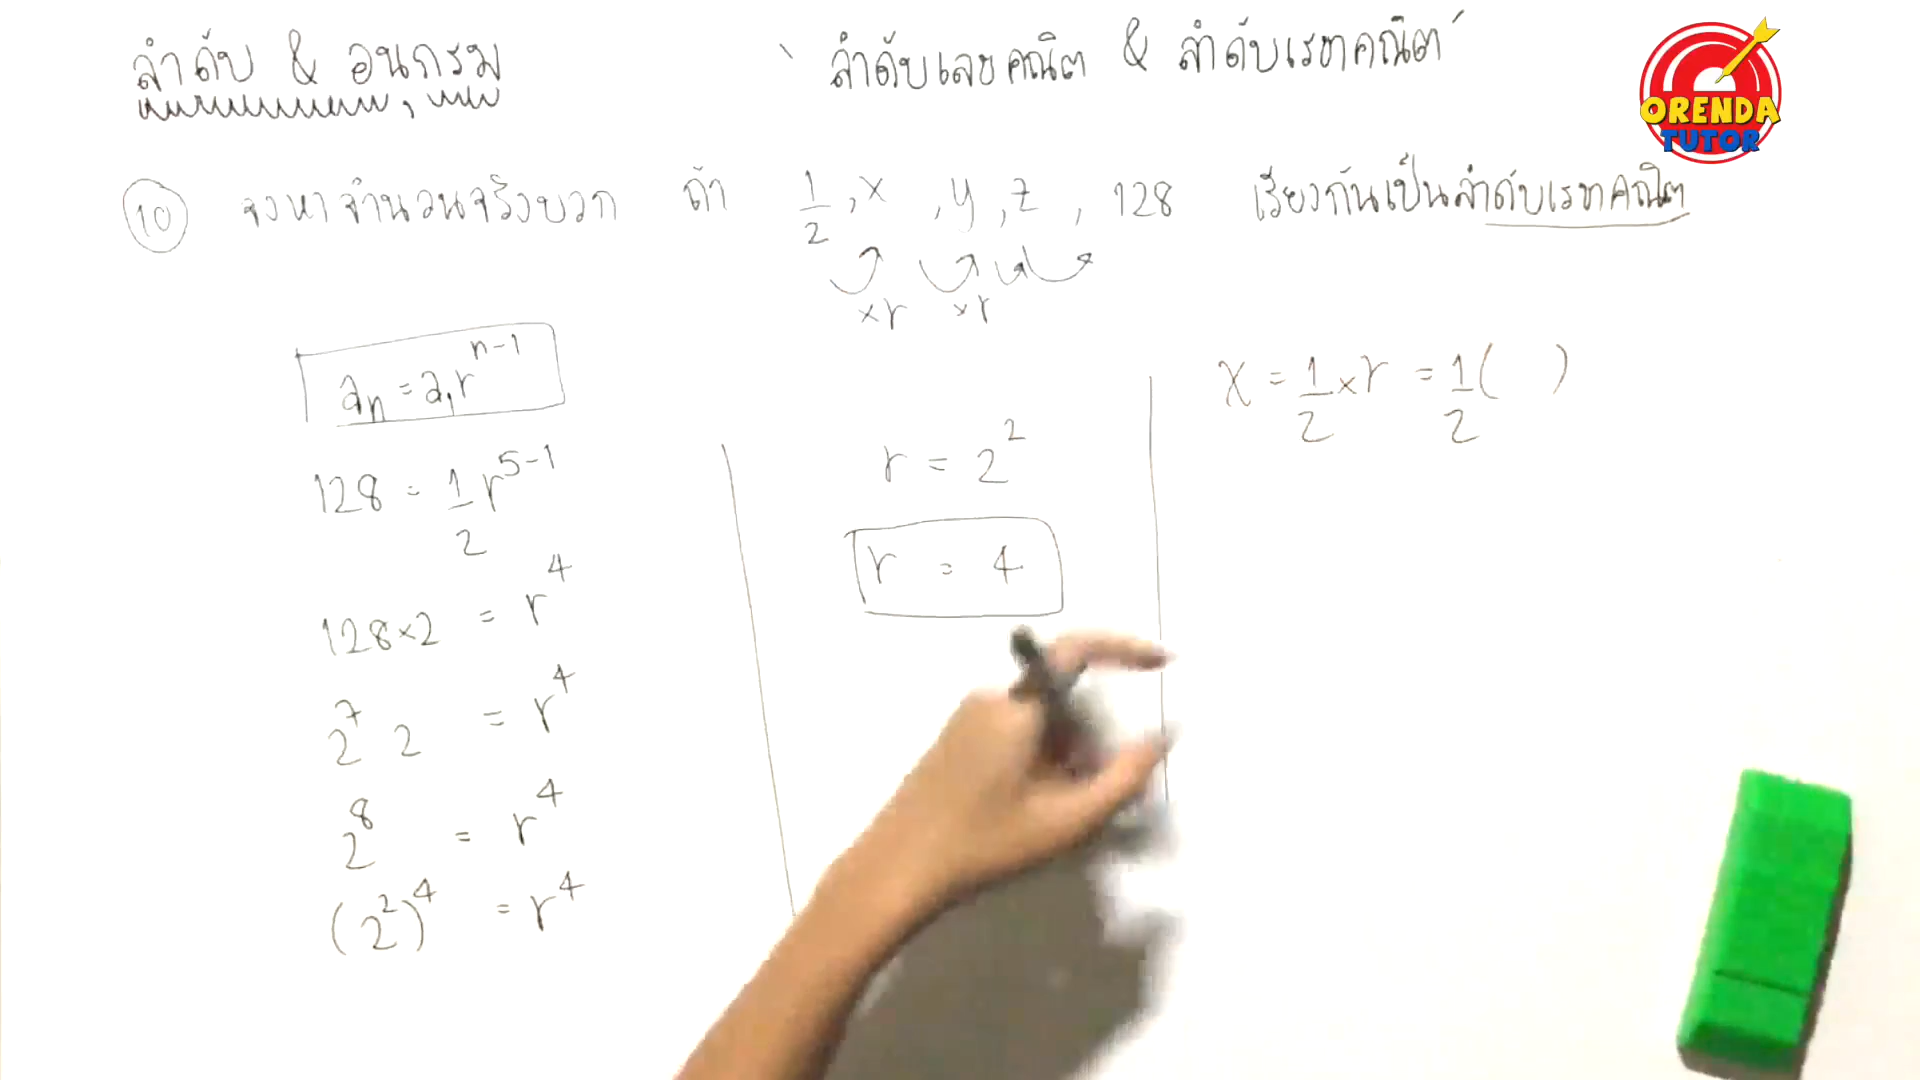 ลำดับ & อนุกรม
ลำดับเลขคณิต & ลำดับเรขาคณิต
ORENDA
TUTOR
10 จงหาจำนวนจริงบวก ถ้า 1/2, x, y, z, 128 เรียงกันเป็นลำดับเรขาคณิต
×r ×r
aₙ = a₁rⁿ⁻¹
128 = 1/2 r⁵⁻¹
128×2 = r⁴
2⁷ 2 = r⁴
2⁸ = r⁴
(2²)⁴ = r⁴
r = 2²
r = 4
x = 1/2 × r = 1/2 ( )